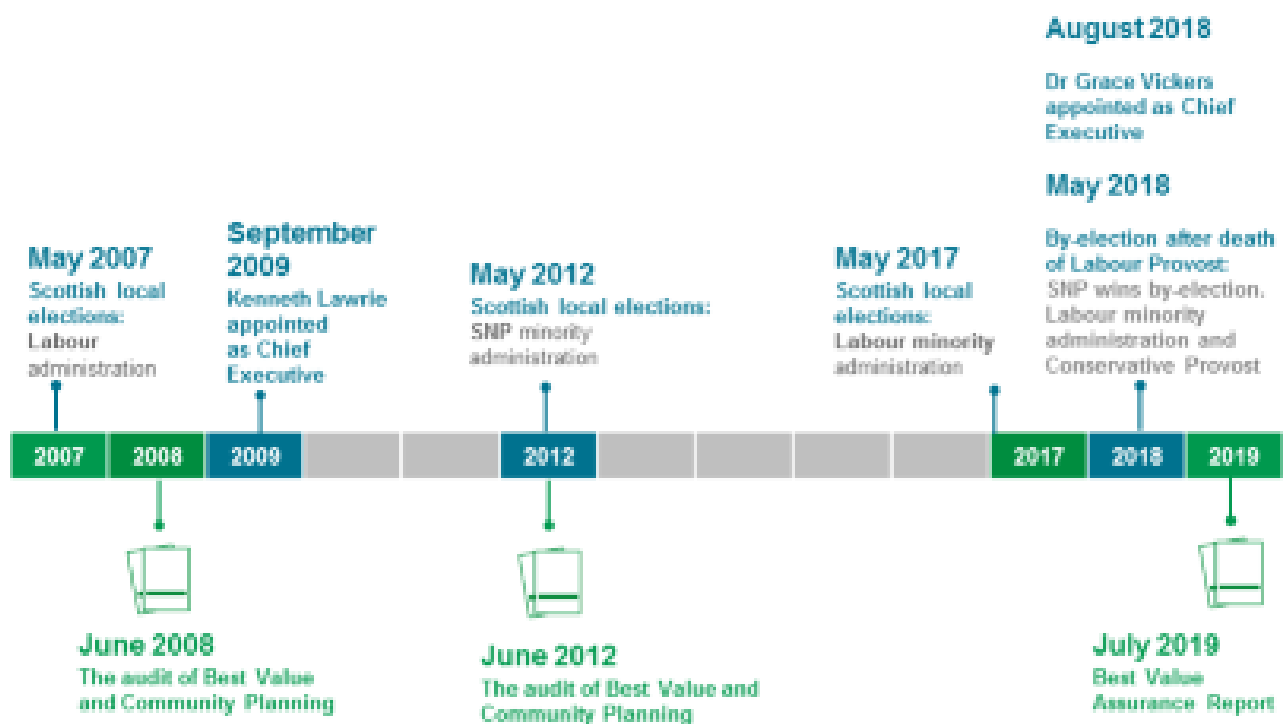 August 2018
Dr Grace Vickers
appointed as Chief
Executive
May 2018
By-election after death
of Labour Provost:
SNP wins by-election.
Labour minority
administration and
Conservative Provost
May 2007
Scottish local
elections:
Labour
administration
September
2009
Kenneth Lawrie
appointed
as Chief
Executive
May 2012
Scottish local elections:
SNP minority
administration
May 2017
Scottish local
elections:
Labour minority
administration
2007
2008
2009
2012
2017
2018
2019
June 2008
The audit of Best Value
and Community Planning
June 2012
The audit of Best Value and
Community Planning
July 2019
Best Value
Assurance Report